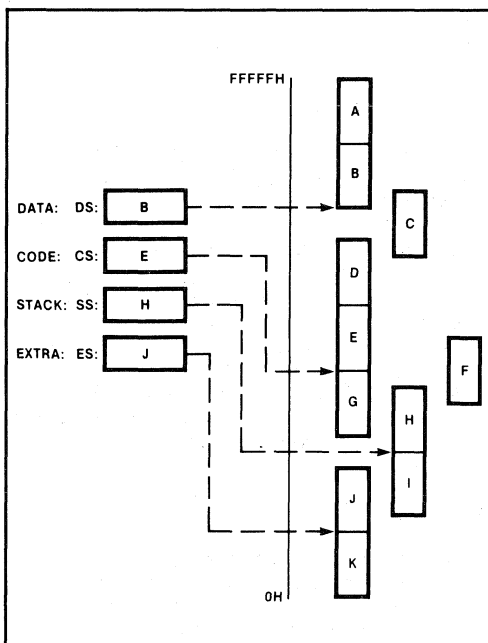 FFFFFH
A
B
DATA: DS: B
C
CODE: CS: E
D
STACK: SS: H
E
EXTRA: ES: J
F
G
H
I
J
K
0H